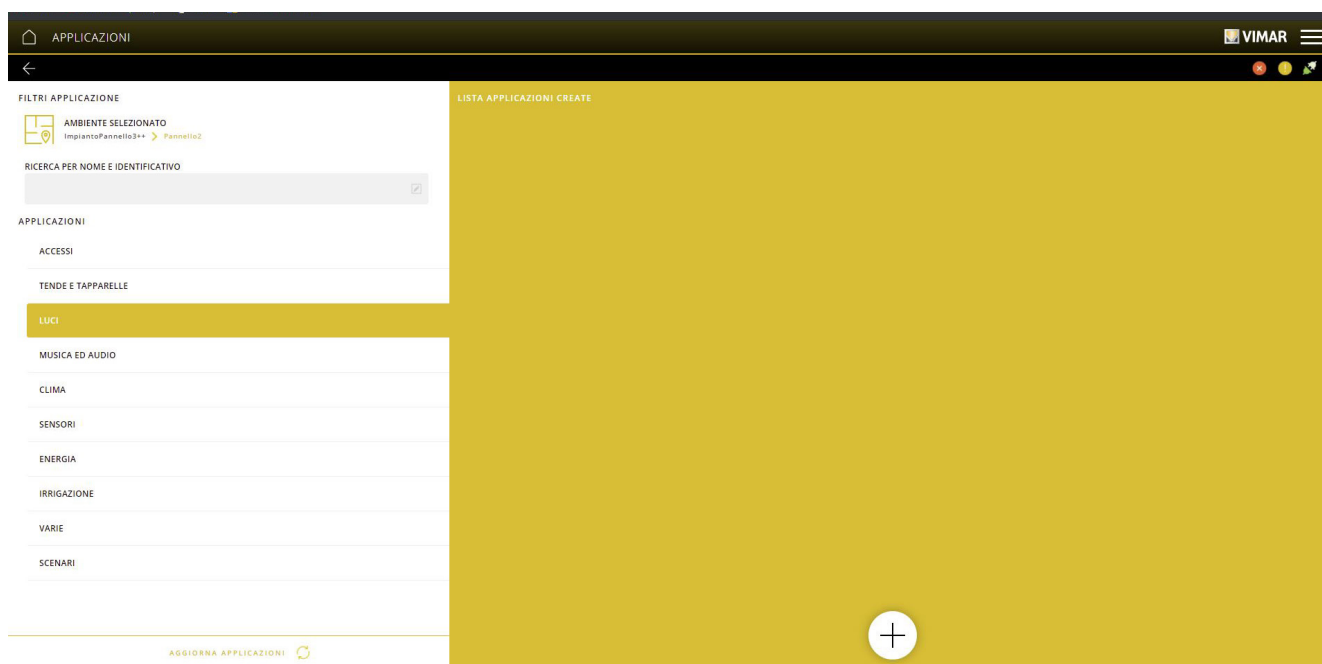 APPLICAZIONI
VIMAR
FILTRI APPLICAZIONE
AMBIENTE SELEZIONATO
ImpiantoPannello3++ > Pannello2
RICERCA PER NOME E IDENTIFICATIVO
APPLICAZIONI
ACCESSI
TENDE E TAPPARELLE
LUCI
MUSICA ED AUDIO
CLIMA
SENSORI
ENERGIA
IRRIGAZIONE
VARIE
SCENARI
AGGIORNA APPLICAZIONI
LISTA APPLICAZIONI CREATE